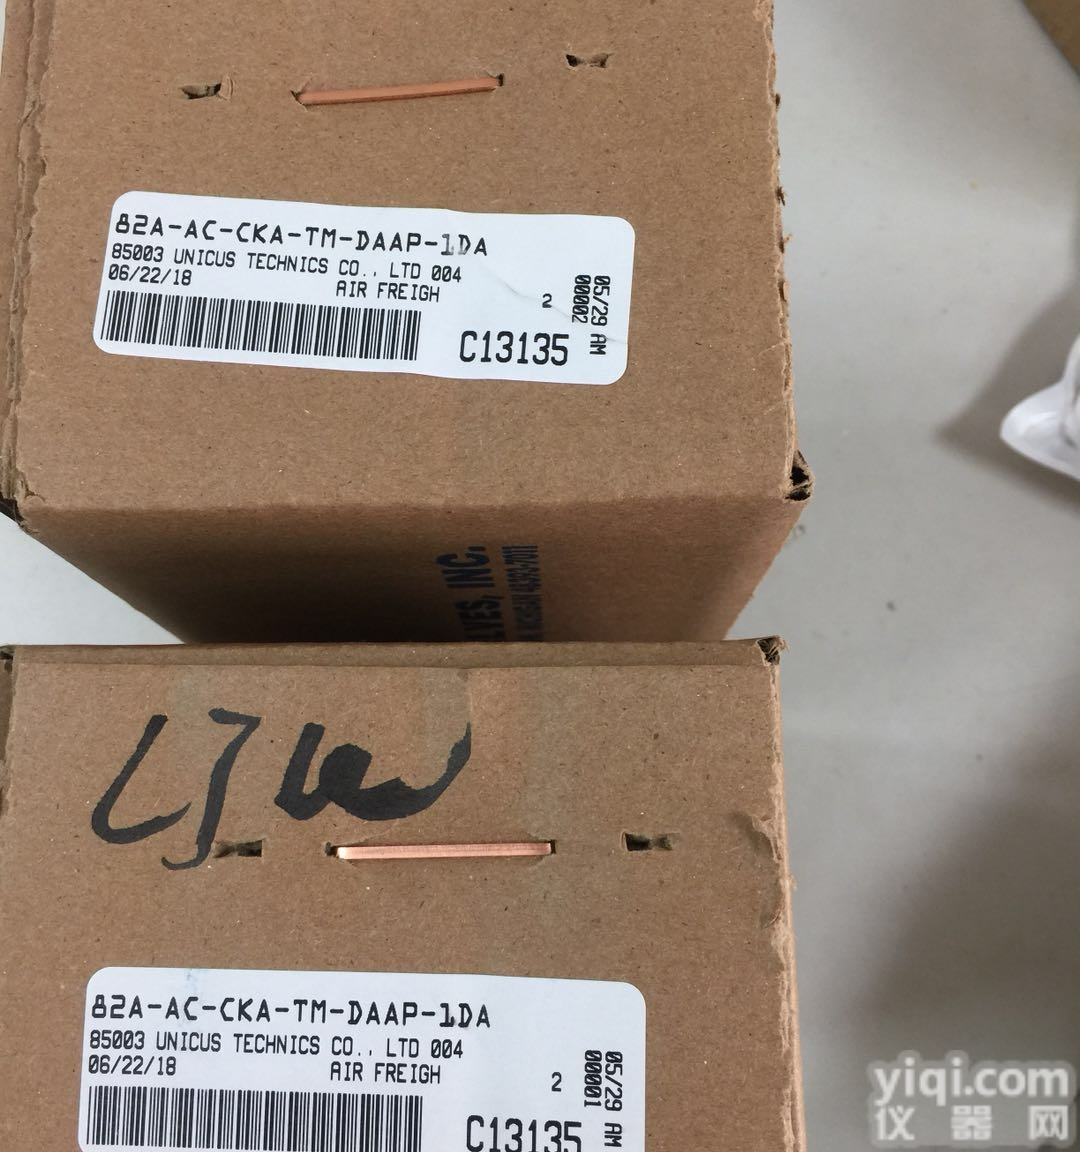 82A-AC-CKA-TM-DAAP-1DA
85003 UNICUS TECHNICS CO., LTD 004
06/22/18 AIR FREIGH
2
05/29 AM
00002
C13135
LVES, INC.
82A-AC-CKA-TM-DAAP-1DA
85003 UNICUS TECHNICS CO., LTD 004
06/22/18 AIR FREIGH
2
05/29 AM
00001
C13135
yiqi.com
仪器网